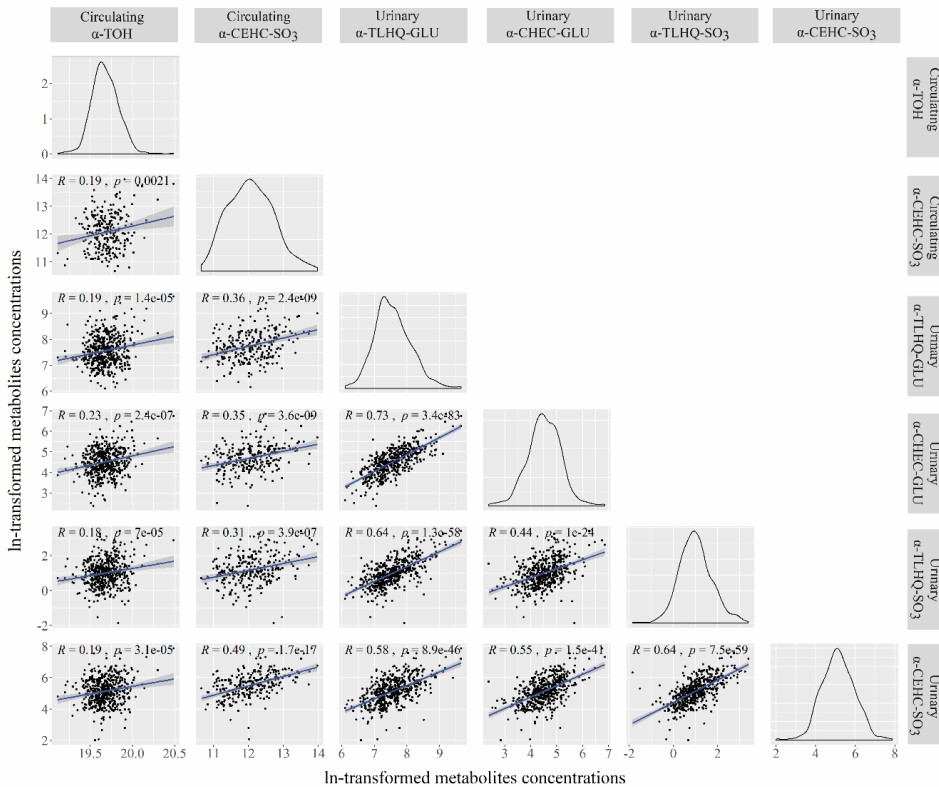 Circulating Circulating Urinary Urinary Urinary Urinary
α-TOH α-CEHC-SO3 α-TLHQ-GLU α-CHEC-GLU α-TLHQ-SO3 α-CEHC-SO3
2
1
0
Circulating
α-TOH
14
13
12
11
R = 0.19 , p = 0.0021
Circulating
α-CEHC-SO3
9
8
7
6
R = 0.19 , p = 1.4e-05 R = 0.36 , p = 2.4e-09
Urinary
α-TLHQ-GLU
7
6
5
4
3
R = 0.23 , p = 2.4e-07 R = 0.35 , p = 3.6e-09 R = 0.73 , p = 3.4e-83
Urinary
α-CHEC-GLU
2
0
-2
R = 0.18 , p = 7e-05 R = 0.31 , p = 3.9e-07 R = 0.64 , p = 1.3e-58 R = 0.44 , p = 1e-24
Urinary
α-TLHQ-SO3
8
6
4
2
R = 0.19 , p = 3.1e-05 R = 0.49 , p = 1.7e-17 R = 0.58 , p = 8.9e-46 R = 0.55 , p = 1.5e-41 R = 0.64 , p = 7.5e-59
Urinary
α-CEHC-SO3
19.5 20.0 20.5 11 12 13 14 6 7 8 9 3 4 5 6 7 -2 0 2 2 4 6 8
ln-transformed metabolites concentrations
ln-transformed metabolites concentrations